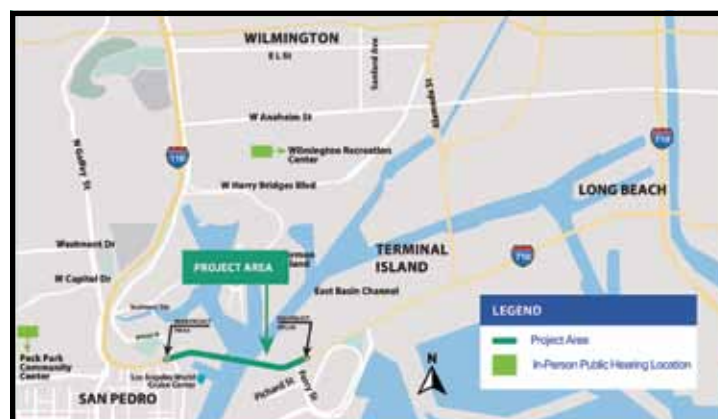 WILMINGTON
E L St
Sanford Ave
Alameda St
W Anaheim St
N Gaffey St
110
Wilmington Recreation
Center
710
W Harry Bridges Blvd
LONG BEACH
Westmont Dr
TERMINAL
ISLAND
PROJECT AREA
W Capitol Dr
East Basin Channel
LEGEND
Project Area
In-Person Public Hearing Location
Peck Park
Community
Center
Los Angeles World
Cruise Center
N
SAN PEDRO
Pichard St
Ferry St